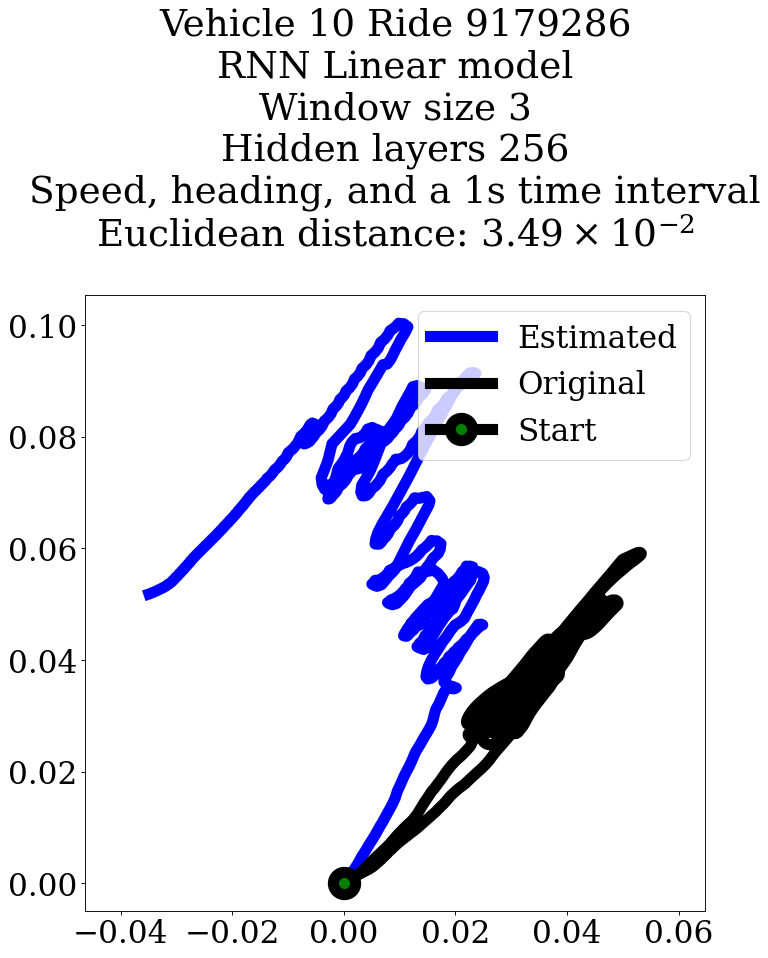 Vehicle 10 Ride 9179286
RNN Linear model
Window size 3
Hidden layers 256
Speed, heading, and a 1s time interval
Euclidean distance: 3.49 × 10⁻²
Estimated
Original
Start
0.10
0.08
0.06
0.04
0.02
0.00
−0.04 −0.02 0.00 0.02 0.04 0.06